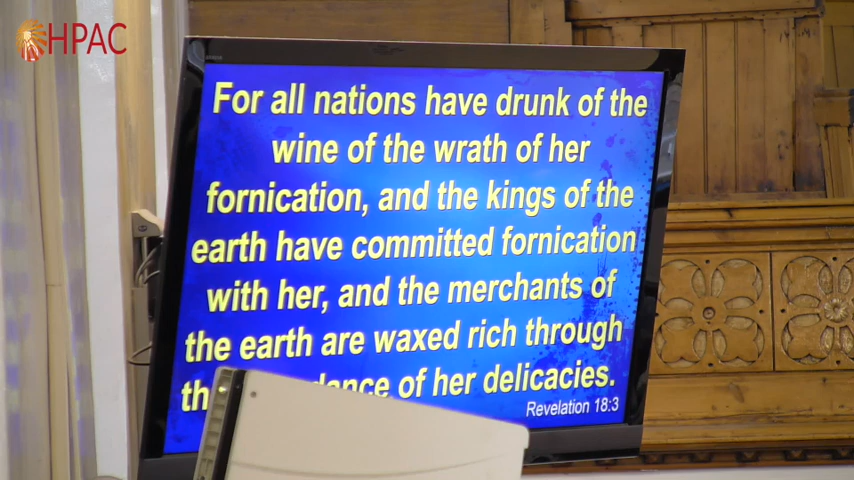 HPAC
For all nations have drunk of the
wine of the wrath of her
fornication, and the kings of the
earth have committed fornication
with her, and the merchants of
the earth are waxed rich through
of her delicacies.
Revelation 18:3